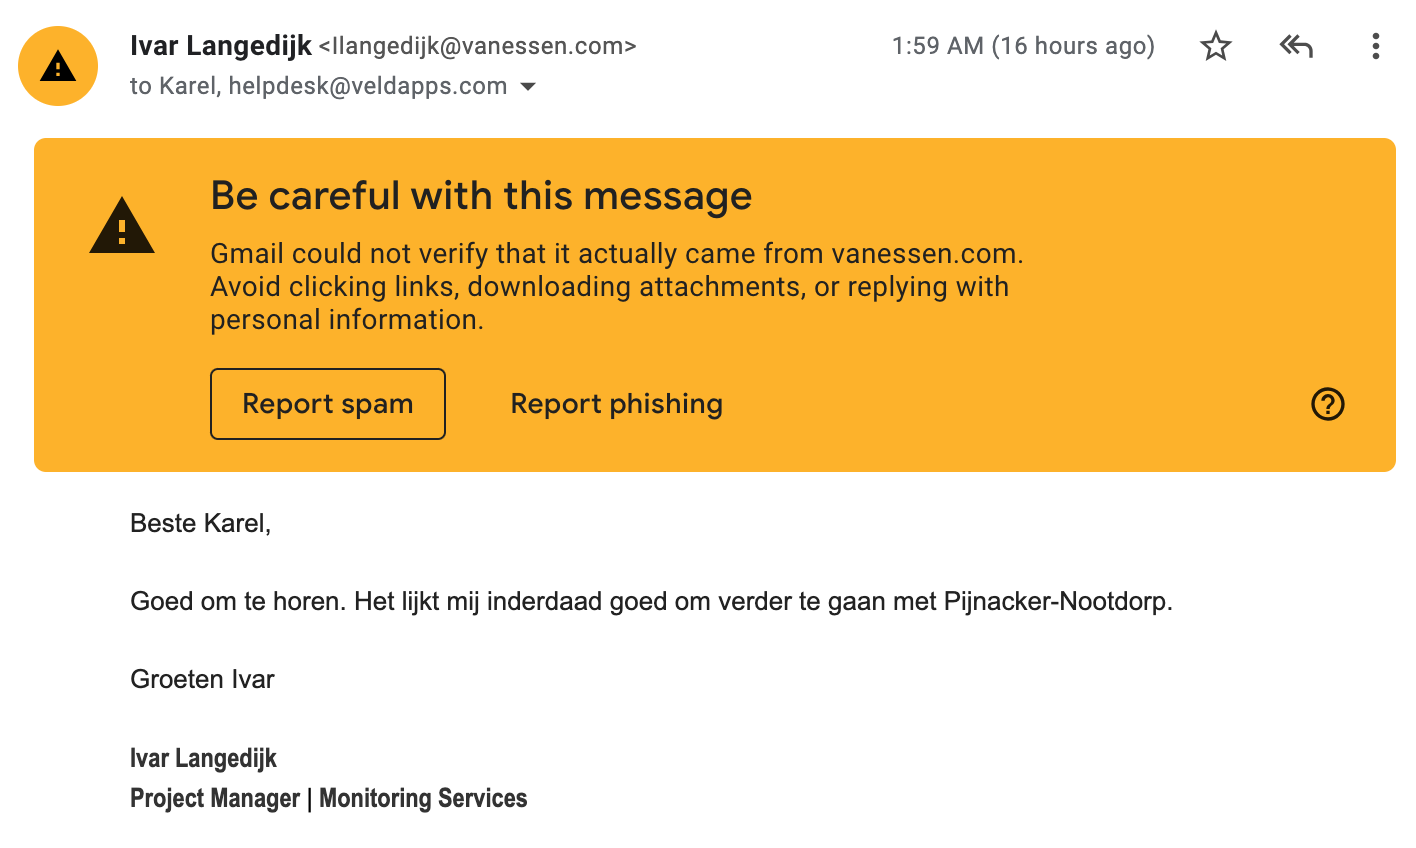 Ivar Langedijk <Ilangedijk@vanessen.com> 1:59 AM (16 hours ago)
to Karel, helpdesk@veldapps.com
Be careful with this message
Gmail could not verify that it actually came from vanessen.com.
Avoid clicking links, downloading attachments, or replying with
personal information.
Report spam Report phishing
Beste Karel,
Goed om te horen. Het lijkt mij inderdaad goed om verder te gaan met Pijnacker-Nootdorp.
Groeten Ivar
Ivar Langedijk
Project Manager | Monitoring Services